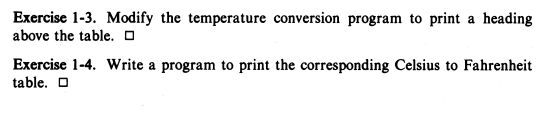 Exercise 1-3. Modify the temperature conversion program to print a heading
above the table. □
Exercise 1-4. Write a program to print the corresponding Celsius to Fahrenheit
table. □